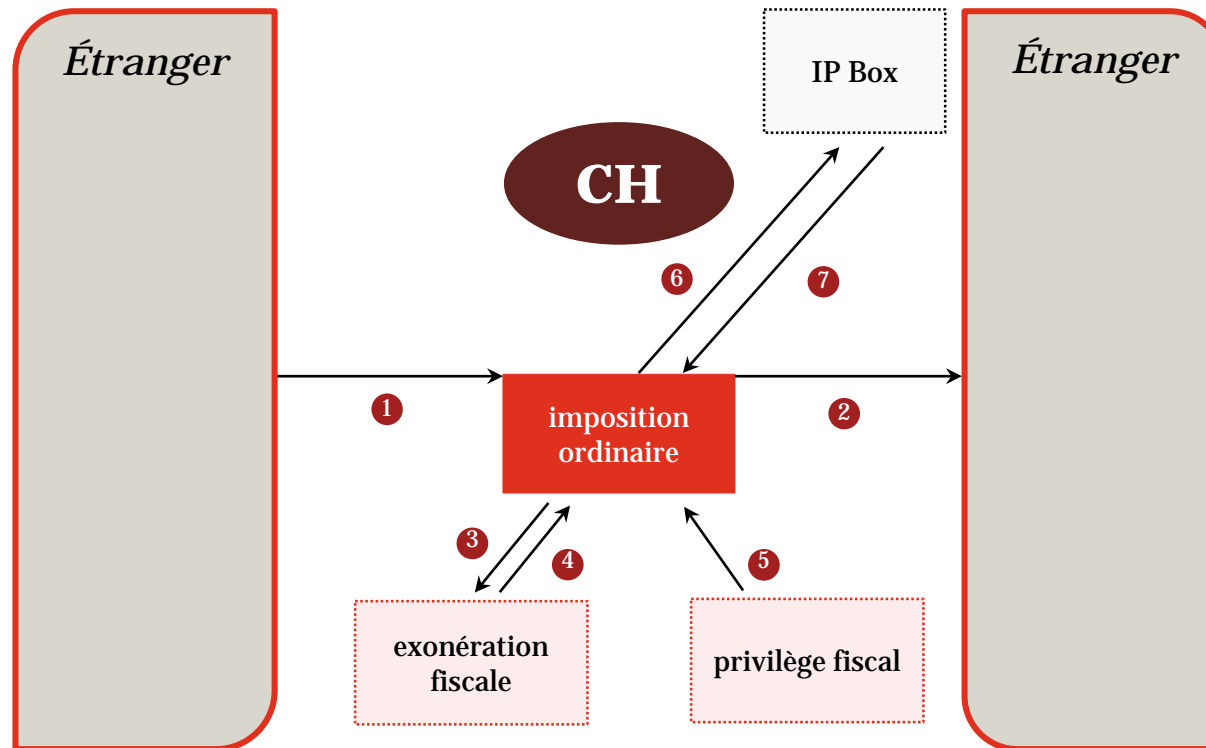 Étranger
IP Box
Étranger
CH
6
7
1
imposition
ordinaire
2
3
4
5
exonération
fiscale
privilège fiscal